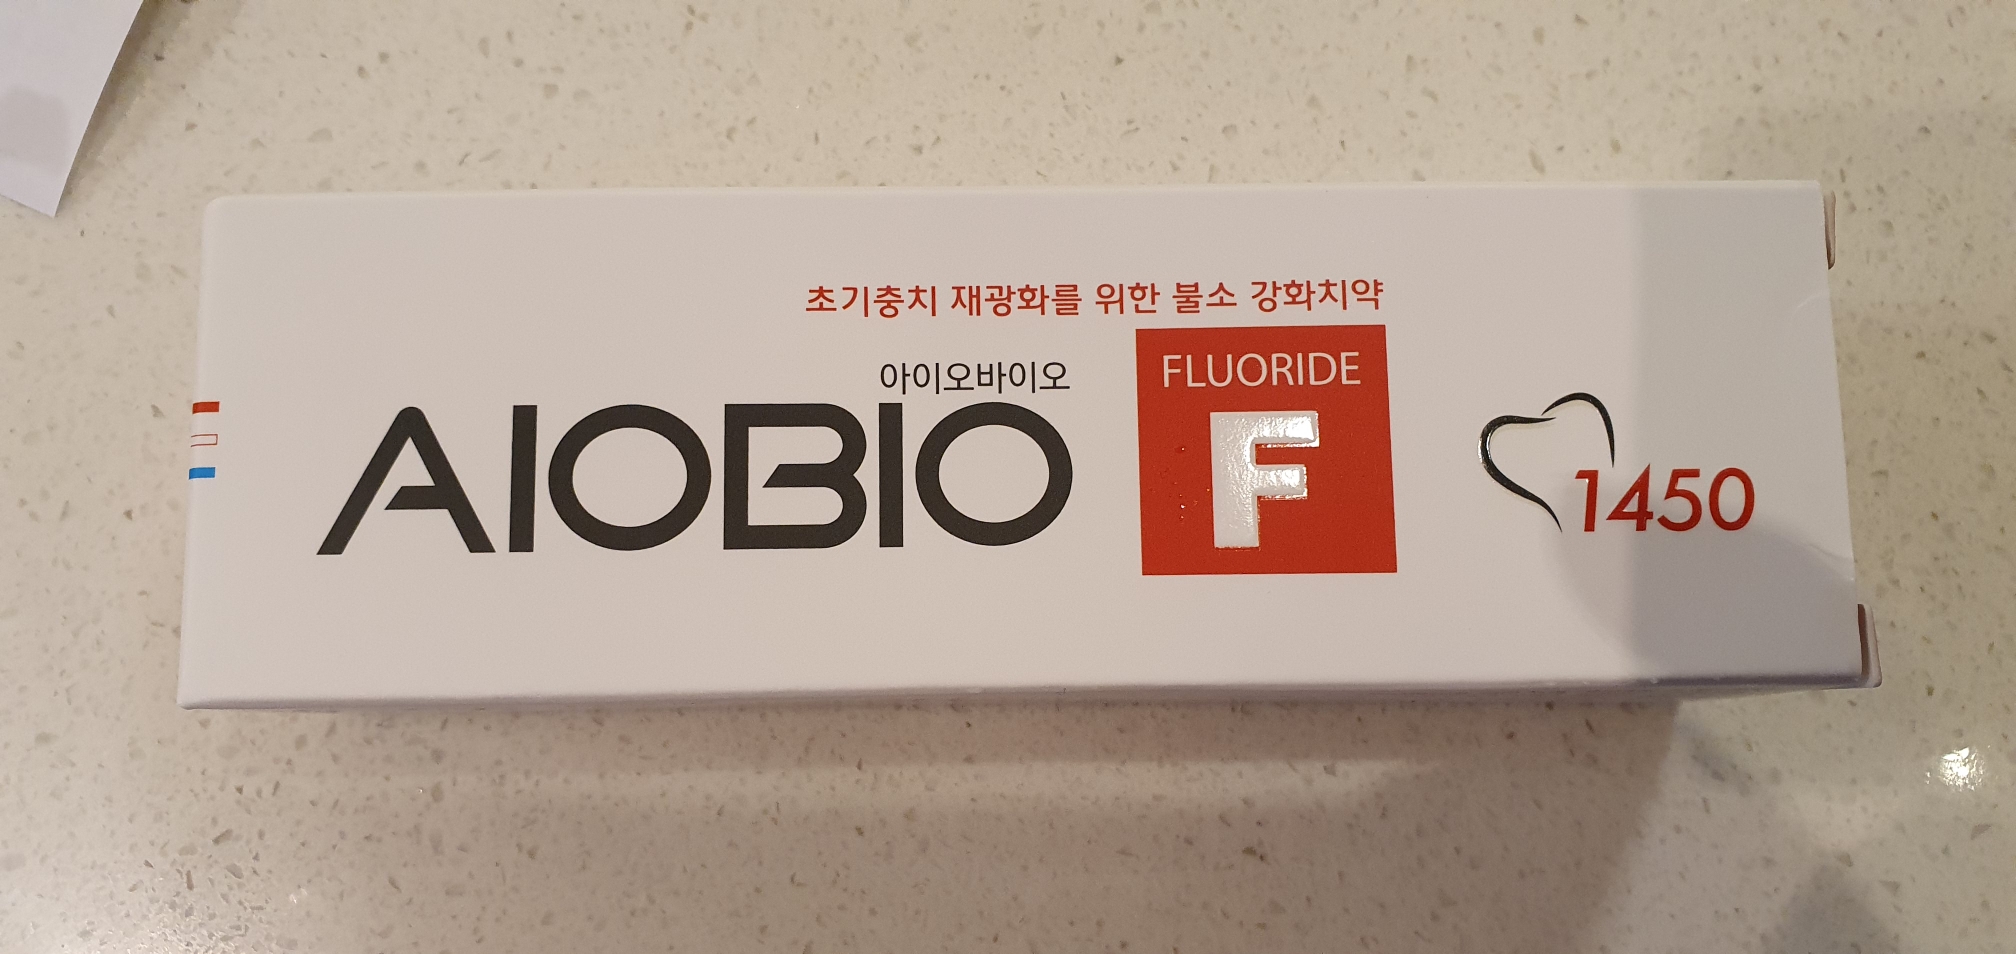 초기충치 재광화를 위한 불소 강화치약
아이오바이오
AIOBIO
FLUORIDE
F
1450